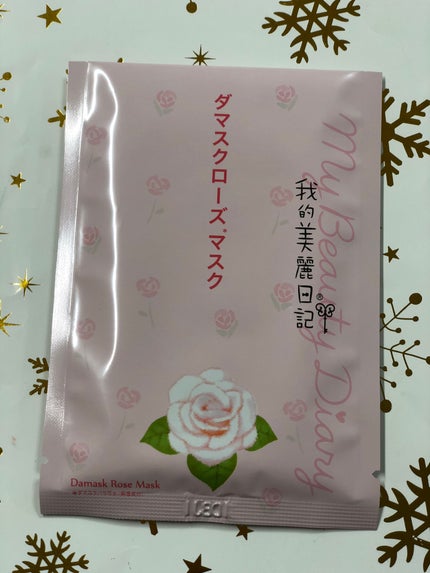 ダマスクローズ*マスク
My Beauty Diary
我的美麗日記®
Damask Rose Mask